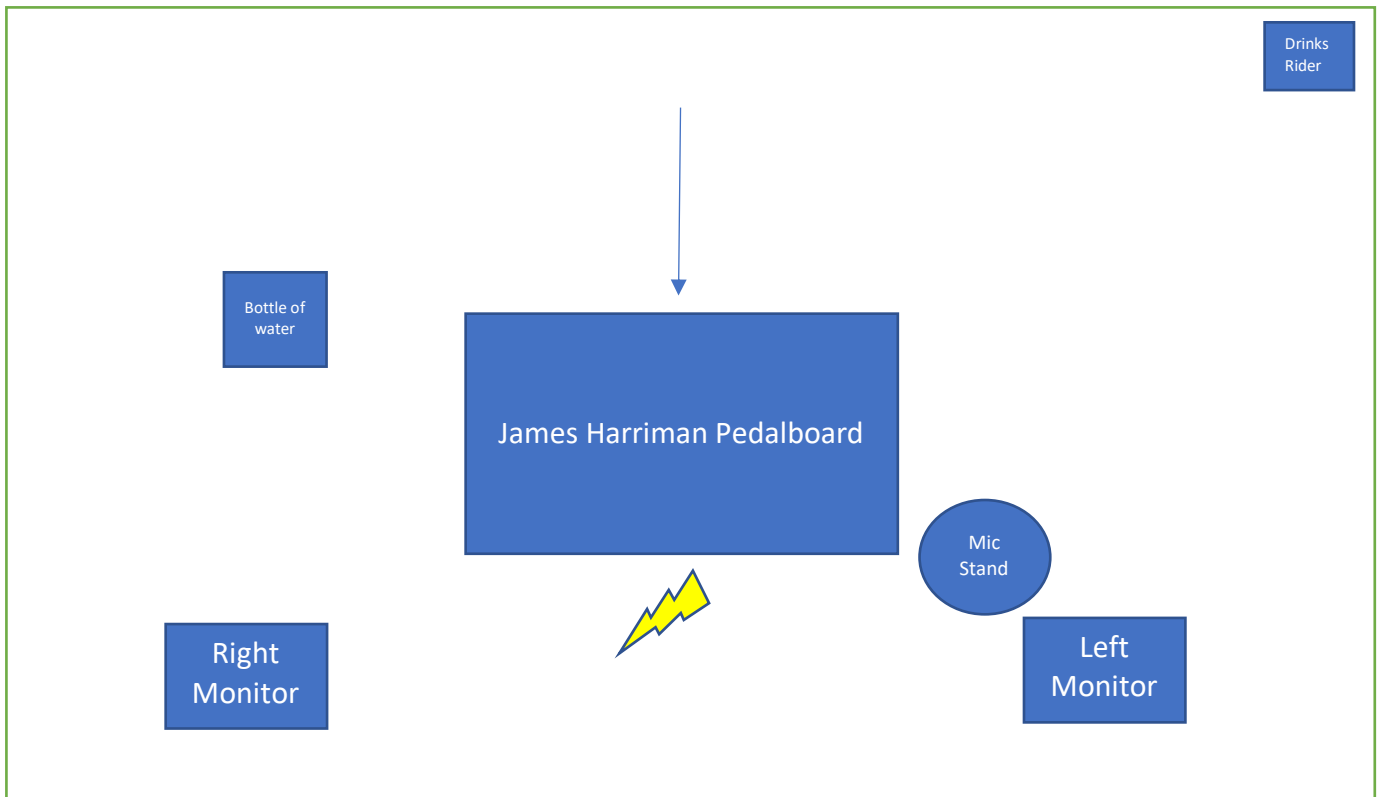 Drinks
Rider
Bottle of
water
James Harriman Pedalboard
Mic
Stand
Right
Monitor
Left
Monitor